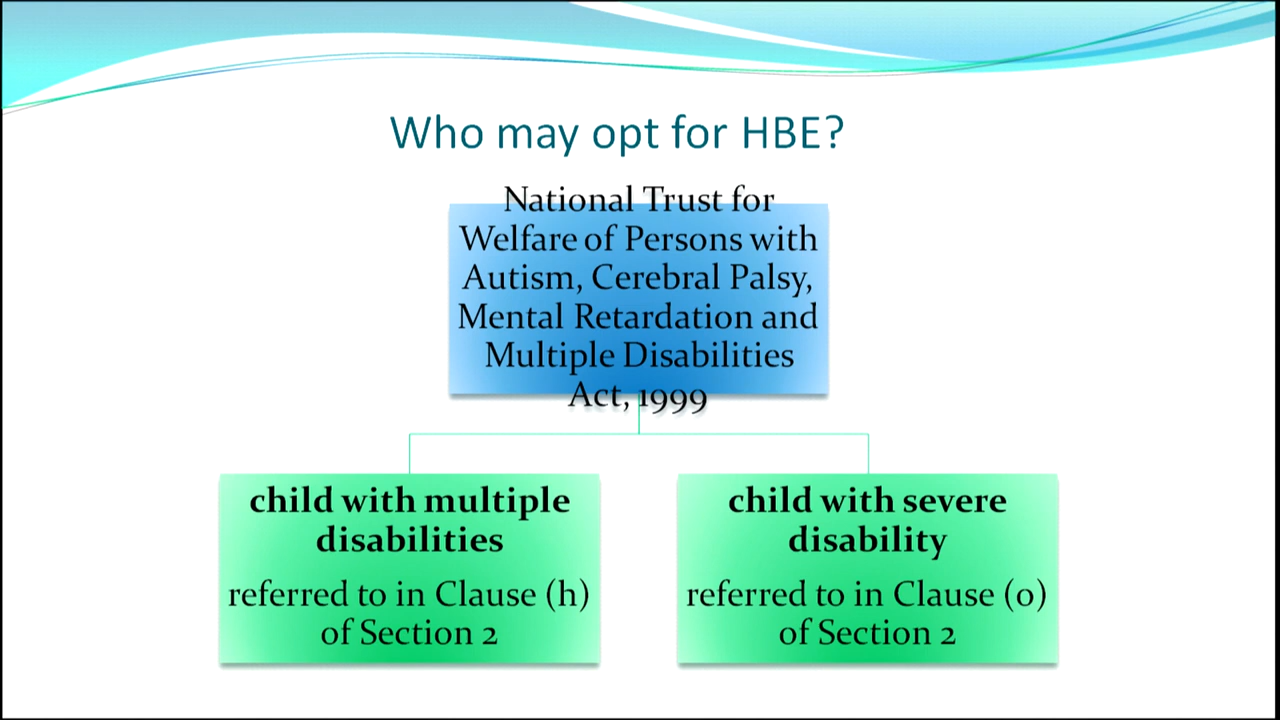 Who may opt for HBE?
National Trust for
Welfare of Persons with
Autism, Cerebral Palsy,
Mental Retardation and
Multiple Disabilities
Act, 1999
child with multiple
disabilities
referred to in Clause (h)
of Section 2
child with severe
disability
referred to in Clause (o)
of Section 2